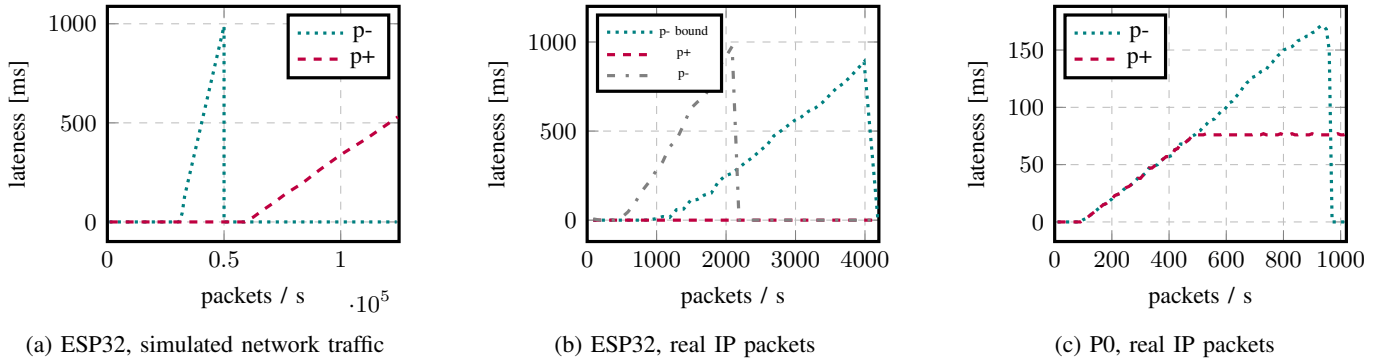 1000
500
0
lateness [ms]
p-
p+
0
0.5
1
·10⁵
packets / s
(a) ESP32, simulated network traffic
1000
500
0
lateness [ms]
p- bound
p+
p-
0
1000
2000
3000
4000
packets / s
(b) ESP32, real IP packets
150
100
50
0
lateness [ms]
p-
p+
0
200
400
600
800
1000
packets / s
(c) P0, real IP packets